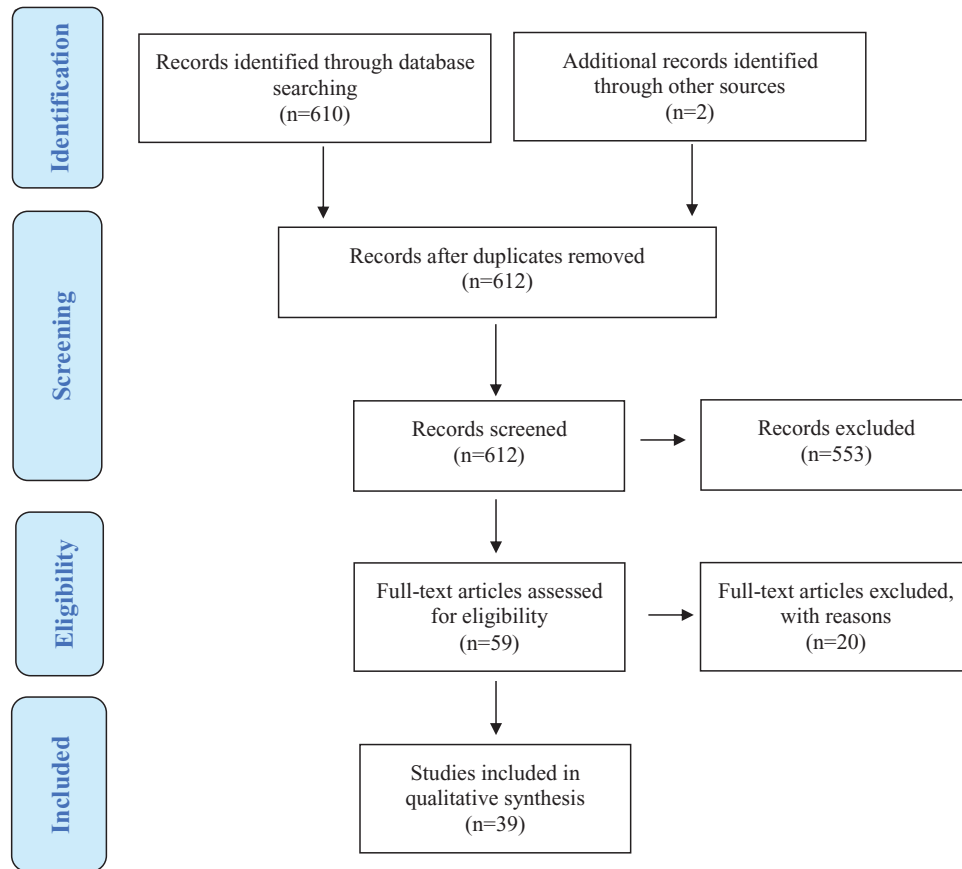 Identification
Records identified through database
searching
(n=610)
Additional records identified
through other sources
(n=2)
Screening
Records after duplicates removed
(n=612)
Records screened
(n=612)
Records excluded
(n=553)
Eligibility
Full-text articles assessed
for eligibility
(n=59)
Full-text articles excluded,
with reasons
(n=20)
Included
Studies included in
qualitative synthesis
(n=39)